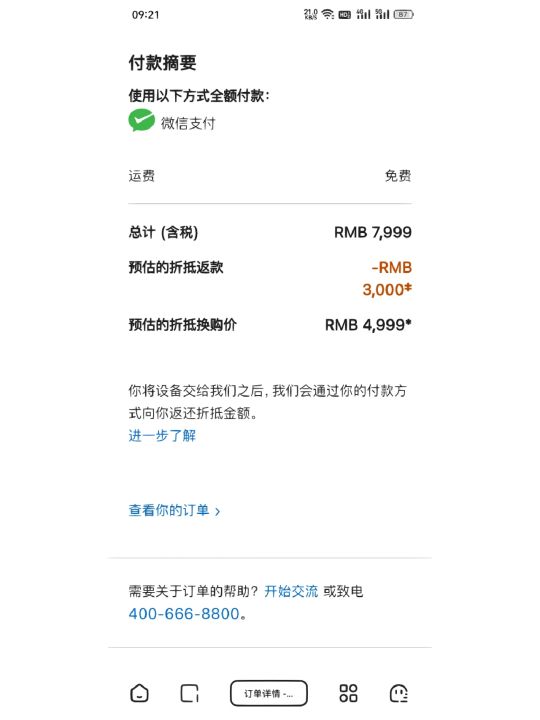 09:21
21.0 KB/S HD 4G 5G 87
付款摘要
使用以下方式全额付款：
微信支付
运费 免费
总计 (含税) RMB 7,999
预估的折抵返款 -RMB
3,000‡
预估的折抵换购价 RMB 4,999*
你将设备交给我们之后，我们会通过你的付款方
式向你返还折抵金额。
进一步了解
查看你的订单 >
需要关于订单的帮助？开始交流 或致电
400-666-8800。
订单详情 -...